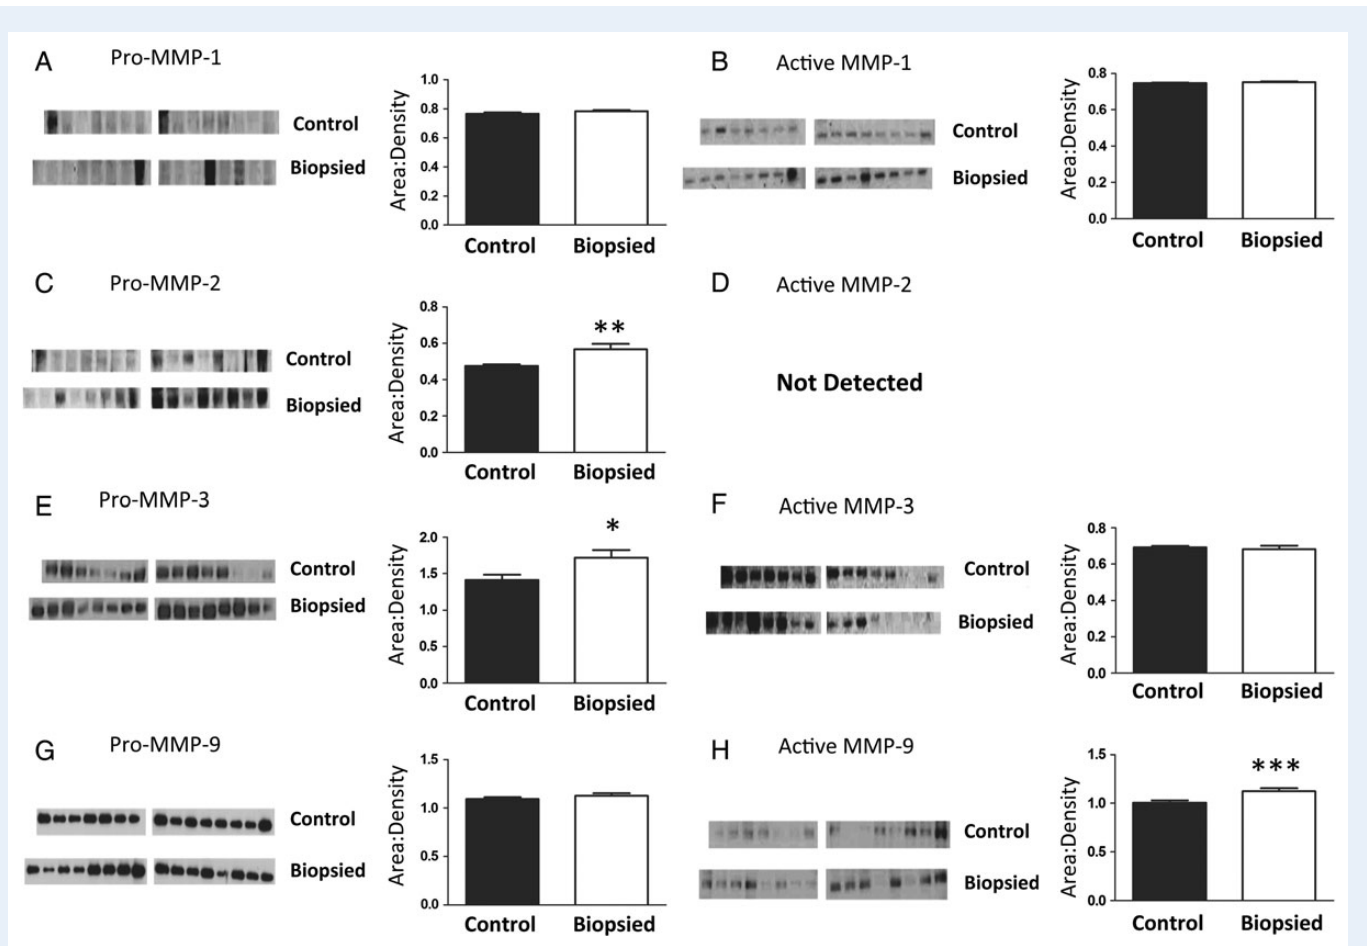 A Pro-MMP-1
Control
Biopsied
Area:Density
1.0
0.8
0.6
0.4
0.2
0.0
Control Biopsied
B Active MMP-1
Control
Biopsied
Area:Density
0.8
0.6
0.4
0.2
0.0
Control Biopsied
C Pro-MMP-2
Control
Biopsied
Area:Density
0.8
0.6
0.4
0.2
0.0
**
Control Biopsied
D Active MMP-2
Not Detected
E Pro-MMP-3
Control
Biopsied
Area:Density
2.0
1.5
1.0
0.5
0.0
*
Control Biopsied
F Active MMP-3
Control
Biopsied
Area:Density
0.8
0.6
0.4
0.2
0.0
Control Biopsied
G Pro-MMP-9
Control
Biopsied
Area:Density
1.5
1.0
0.5
0.0
Control Biopsied
H Active MMP-9
Control
Biopsied
Area:Density
1.5
1.0
0.5
0.0
***
Control Biopsied